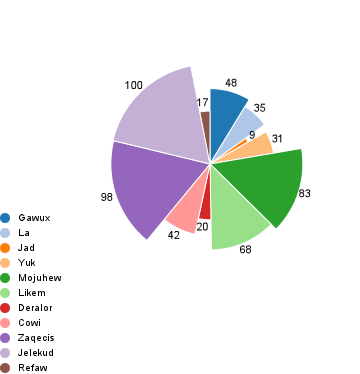 48
35
9
31
83
68
20
42
98
100
17
Gawux
La
Jad
Yuk
Mojuhew
Likem
Deralor
Cowi
Zaqecis
Jelekud
Refaw